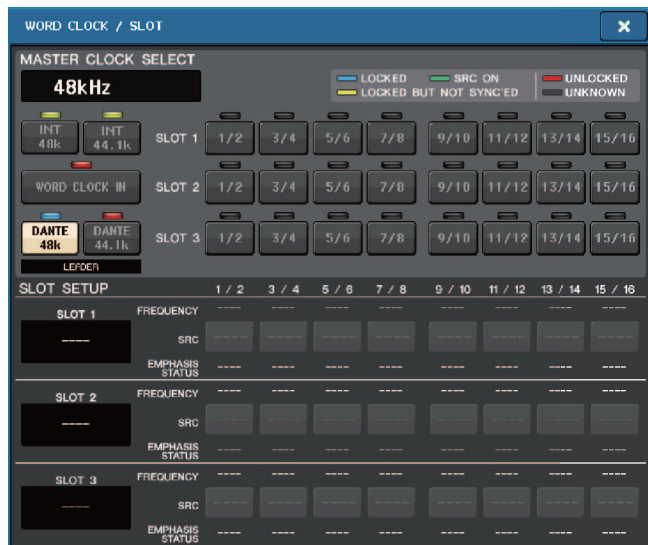 WORD CLOCK / SLOT
×
MASTER CLOCK SELECT
48kHz
LOCKED SRC ON UNLOCKED
LOCKED BUT NOT SYNC'ED UNKNOWN
INT 48k INT 44.1k SLOT 1 1/2 3/4 5/6 7/8 9/10 11/12 13/14 15/16
WORD CLOCK IN SLOT 2 1/2 3/4 5/6 7/8 9/10 11/12 13/14 15/16
DANTE 48k DANTE 44.1k SLOT 3 1/2 3/4 5/6 7/8 9/10 11/12 13/14 15/16
LEADER
SLOT SETUP 1 / 2 3 / 4 5 / 6 7 / 8 9 / 10 11 / 12 13 / 14 15 / 16
SLOT 1 FREQUENCY ---- ---- ---- ---- ---- ---- ---- ----
---- SRC ---- ---- ---- ---- ---- ---- ---- ----
EMPHASIS STATUS ---- ---- ---- ---- ---- ---- ---- ----
SLOT 2 FREQUENCY ---- ---- ---- ---- ---- ---- ---- ----
---- SRC ---- ---- ---- ---- ---- ---- ---- ----
EMPHASIS STATUS ---- ---- ---- ---- ---- ---- ---- ----
SLOT 3 FREQUENCY ---- ---- ---- ---- ---- ---- ---- ----
---- SRC ---- ---- ---- ---- ---- ---- ---- ----
EMPHASIS STATUS ---- ---- ---- ---- ---- ---- ---- ----